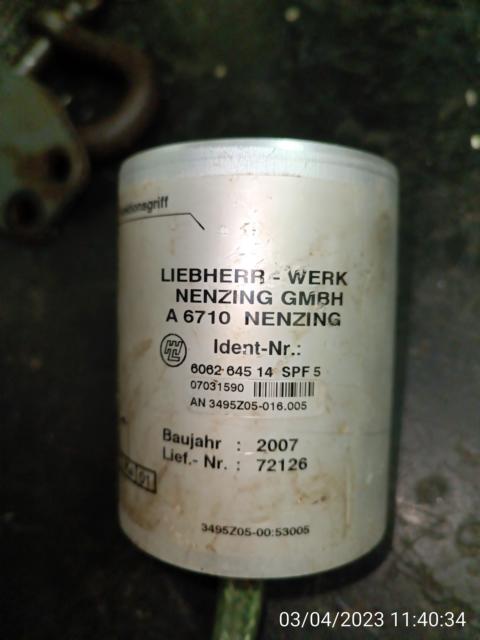 LIEBHERR - WERK
NENZING GMBH
A 6710 NENZING
Ident-Nr.:
6062 645 14 SPF 5
07031590
AN 3495Z05-016.005
Baujahr : 2007
Lief.- Nr. : 72126
01
3495Z05-00:53005
03/04/2023 11:40:34